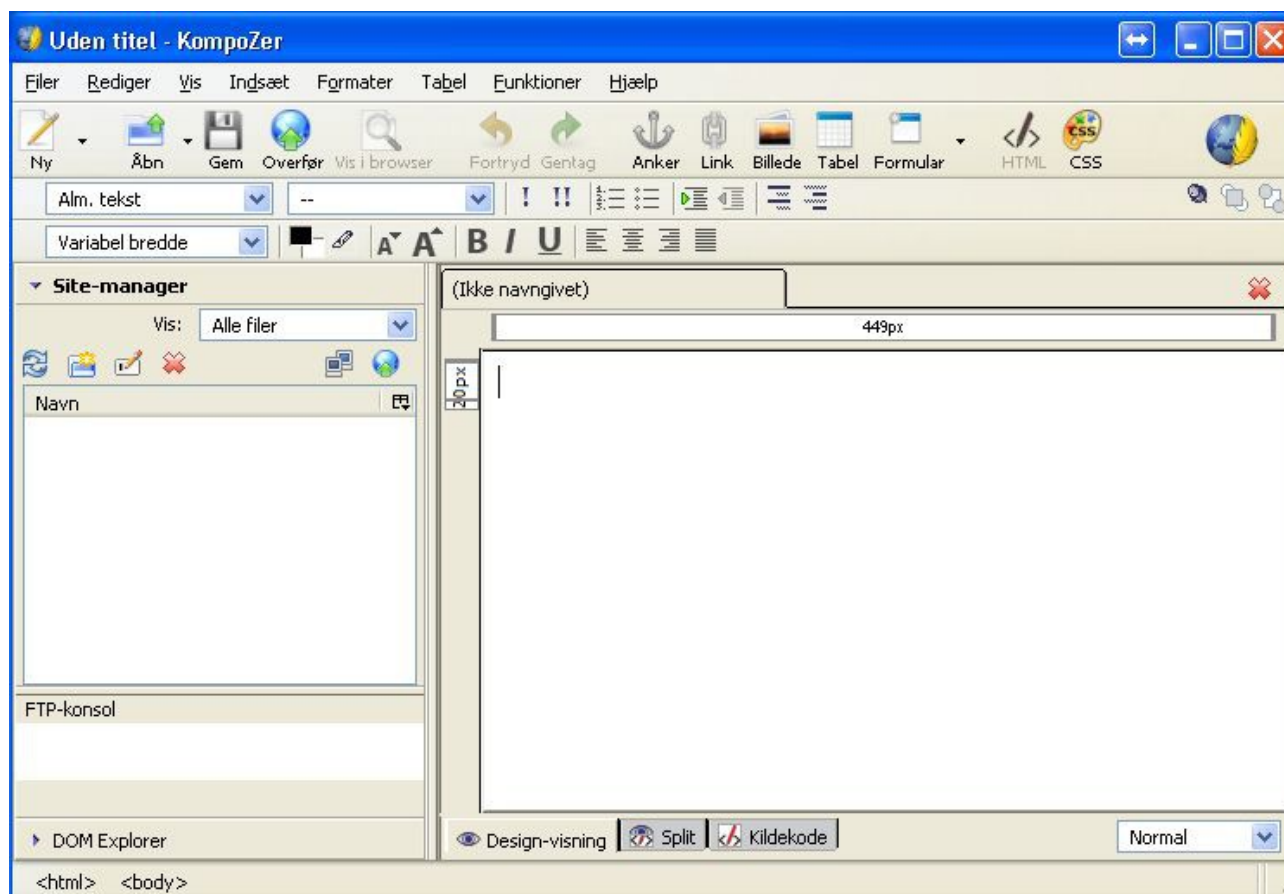 Uden titel - KompoZer
Filer Rediger Vis Indsæt Formater Tabel Funktioner Hjælp
Ny Åbn Gem Overfør Vis i browser Fortryd Gentag Anker Link Billede Tabel Formular HTML CSS
Alm. tekst --
Variabel bredde
Site-manager
Vis: Alle filer
Navn
FTP-konsol
DOM Explorer
(Ikke navngivet)
449px
20px
Design-visning Split Kildekode Normal
<html> <body>